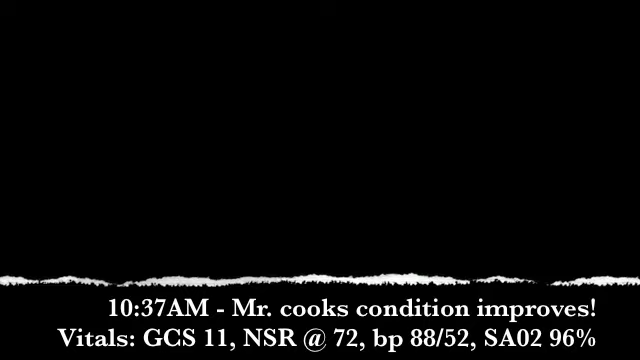 10:37AM - Mr. cooks condition improves!
Vitals: GCS 11, NSR @ 72, bp 88/52, SA02 96%